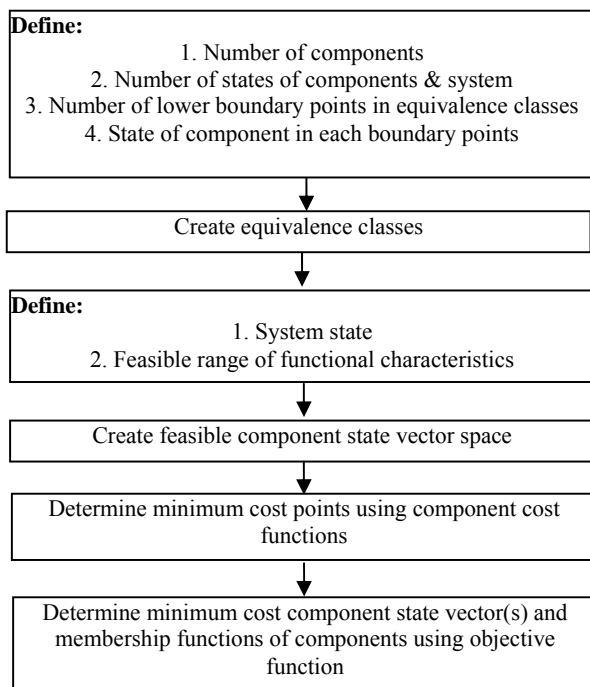 Define:
1. Number of components
2. Number of states of components & system
3. Number of lower boundary points in equivalence classes
4. State of component in each boundary points
Create equivalence classes
Define:
1. System state
2. Feasible range of functional characteristics
Create feasible component state vector space
Determine minimum cost points using component cost
functions
Determine minimum cost component state vector(s) and
membership functions of components using objective
function